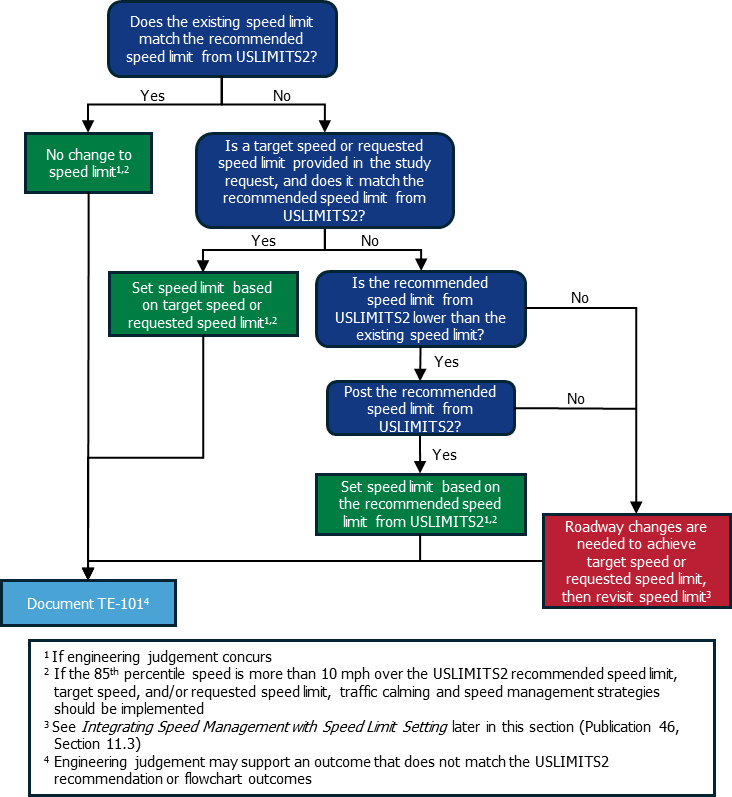 Does the existing speed limit
match the recommended
speed limit from USLIMITS2?
Yes
No
No change to
speed limit¹,²
Is a target speed or requested
speed limit provided in the study
request, and does it match the
recommended speed limit from
USLIMITS2?
Yes
No
Set speed limit based
on target speed or
requested speed limit¹,²
Is the recommended
speed limit from
USLIMITS2 lower than the
existing speed limit?
No
Yes
Post the recommended
speed limit from
USLIMITS2?
No
Yes
Set speed limit based on
the recommended speed
limit from USLIMITS2¹,²
Roadway changes are
needed to achieve
target speed or
requested speed limit,
then revisit speed limit³
Document TE-101⁴
¹ If engineering judgement concurs
² If the 85th percentile speed is more than 10 mph over the USLIMITS2 recommended speed limit,
target speed, and/or requested speed limit, traffic calming and speed management strategies
should be implemented
³ See Integrating Speed Management with Speed Limit Setting later in this section (Publication 46,
Section 11.3)
⁴ Engineering judgement may support an outcome that does not match the USLIMITS2
recommendation or flowchart outcomes